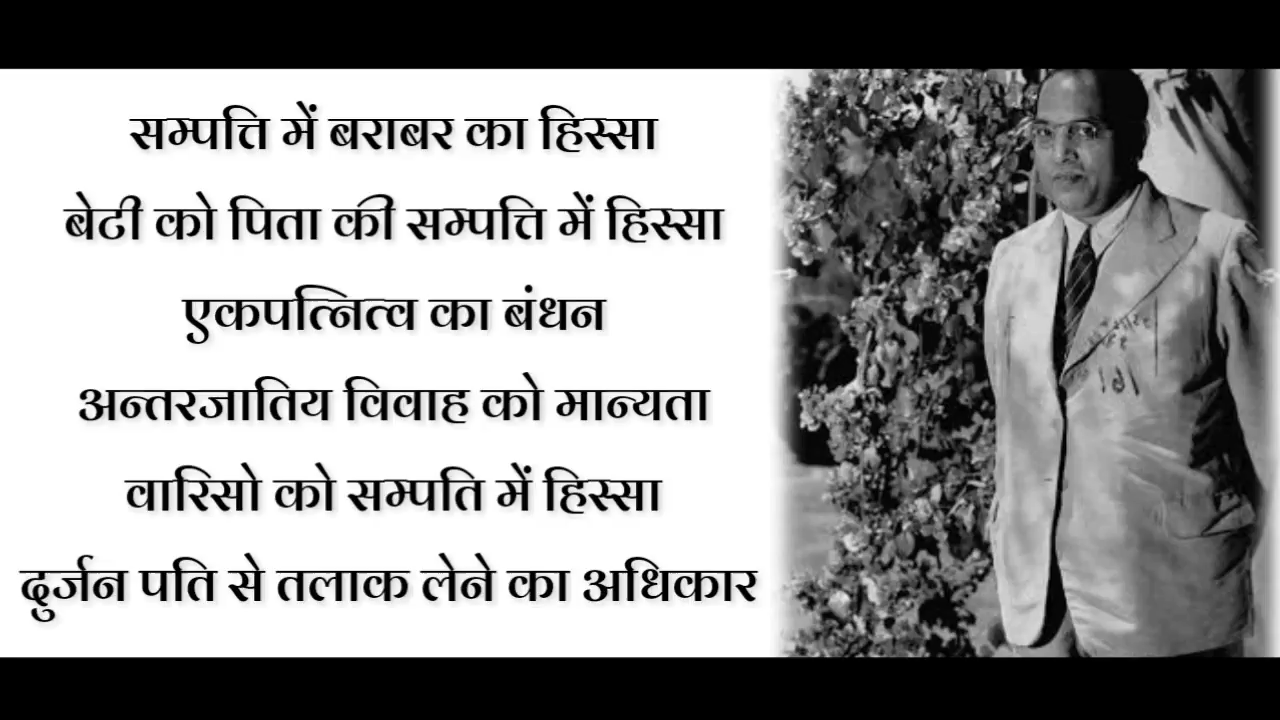 सम्पत्ति में बराबर का हिस्सा
बेटी को पिता की सम्पत्ति में हिस्सा
एकपत्नित्व का बंधन
अन्तरजातिय विवाह को मान्यता
वारिसो को सम्पति में हिस्सा
दुर्जन पति से तलाक लेने का अधिकार